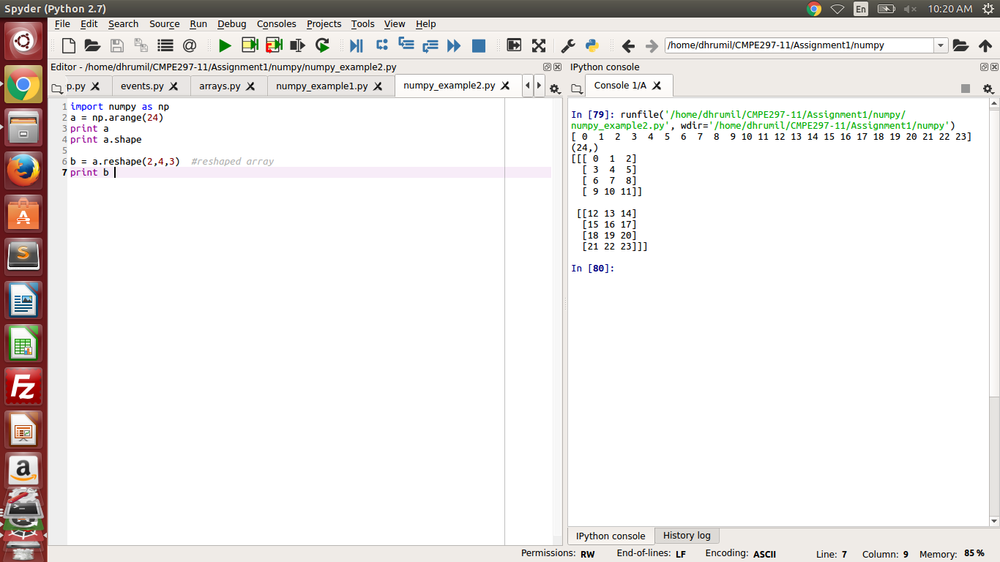 Spyder (Python 2.7)
En
10:20 AM
File Edit Search Source Run Debug Consoles Projects Tools View Help
/home/dhrumil/CMPE297-11/Assignment1/numpy
Editor - /home/dhrumil/CMPE297-11/Assignment1/numpy/numpy_example2.py
p.py events.py arrays.py numpy_example1.py numpy_example2.py
1 import numpy as np
2 a = np.arange(24)
3 print a
4 print a.shape
5
6 b = a.reshape(2,4,3)  #reshaped array
7 print b
IPython console
Console 1/A
In [79]: runfile('/home/dhrumil/CMPE297-11/Assignment1/numpy/
numpy_example2.py', wdir='/home/dhrumil/CMPE297-11/Assignment1/numpy')
[ 0  1  2  3  4  5  6  7  8  9 10 11 12 13 14 15 16 17 18 19 20 21 22 23]
(24,)
[[[ 0  1  2]
  [ 3  4  5]
  [ 6  7  8]
  [ 9 10 11]]
 [[12 13 14]
  [15 16 17]
  [18 19 20]
  [21 22 23]]]
In [80]:
IPython console History log
Permissions: RW End-of-lines: LF Encoding: ASCII Line: 7 Column: 9 Memory: 85 %
S
Fz
a